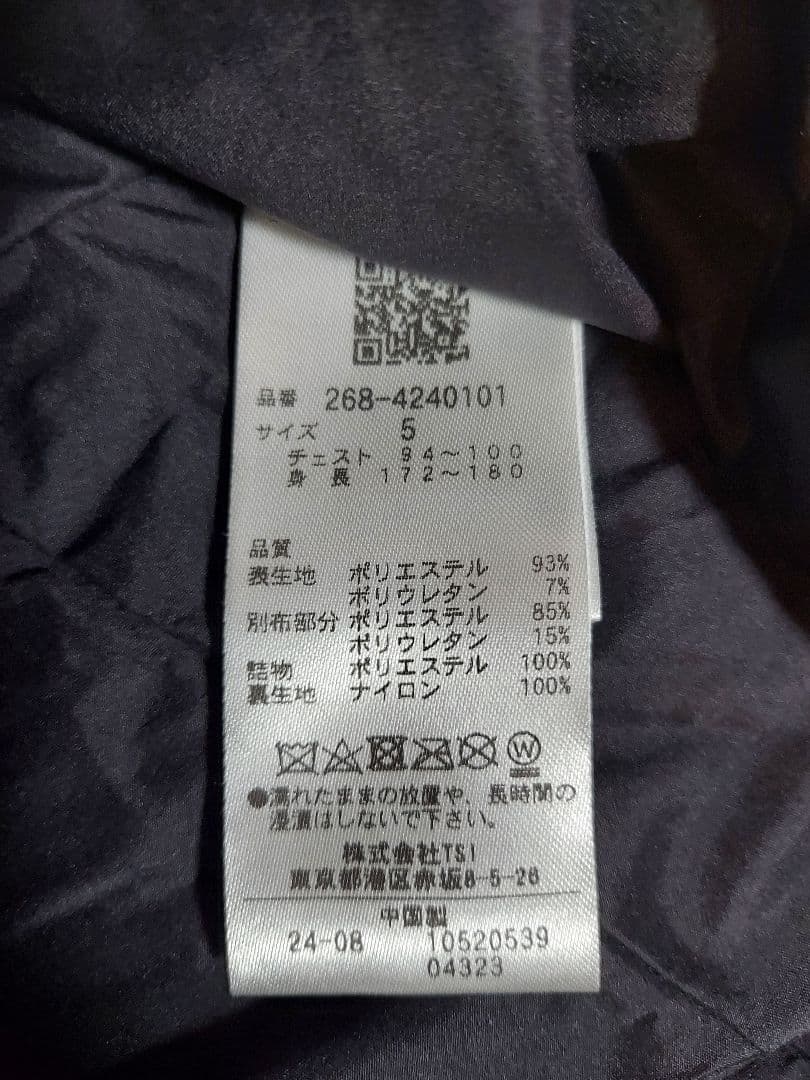 品番 268-4240101
サイズ 5
チェスト 94～100
身長 172～180
品質
表生地 ポリエステル 93%
ポリウレタン 7%
別布部分 ポリエステル 85%
ポリウレタン 15%
詰物 ポリエステル 100%
裏生地 ナイロン 100%
W
●濡れたままの放置や、長時間の
浸漬はしないで下さい。
株式会社TSI
東京都港区赤坂8-5-26
中国製
24-08 10520539
04323